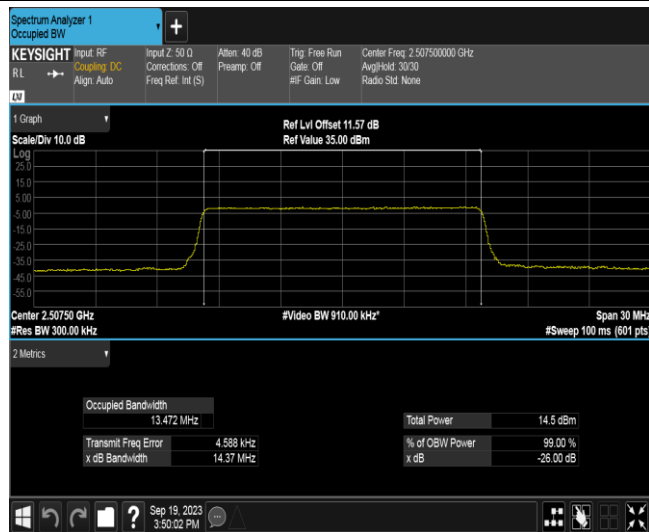 Spectrum Analyzer 1
Occupied BW
+
KEYSIGHT
RL
Input: RF
Coupling: DC
Align: Auto
Input Z: 50 Ω
Corrections: Off
Freq Ref: Int (S)
Atten: 40 dB
Preamp: Off
Trig: Free Run
Gate: Off
#IF Gain: Low
Center Freq: 2.507500000 GHz
Avg|Hold: 30/30
Radio Std: None
1 Graph
Scale/Div 10.0 dB
Ref Lvl Offset 11.57 dB
Ref Value 35.00 dBm
Log
25.0
15.0
5.00
-5.00
-15.0
-25.0
-35.0
-45.0
-55.0
Center 2.50750 GHz
#Video BW 910.00 kHz*
Span 30 MHz
#Res BW 300.00 kHz
#Sweep 100 ms (601 pts)
2 Metrics
Occupied Bandwidth
13.472 MHz
Total Power 14.5 dBm
Transmit Freq Error 4.588 kHz
% of OBW Power 99.00 %
x dB Bandwidth 14.37 MHz
x dB -26.00 dB
?
Sep 19, 2023
3:50:02 PM